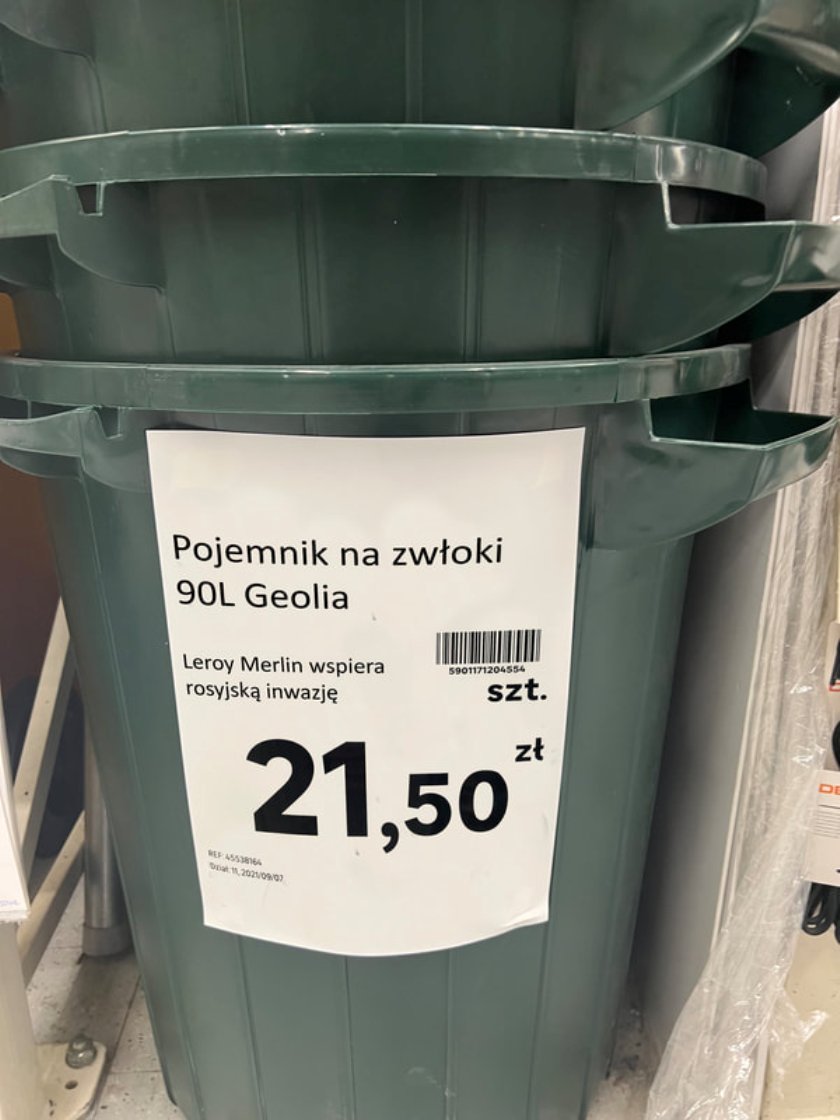 Pojemnik na zwłoki
90L Geolia
5901171204554
Leroy Merlin wspiera
rosyjską inwazję
szt.
21,50 zł
REF: 45538164
Dział: 11, 2021/09/07